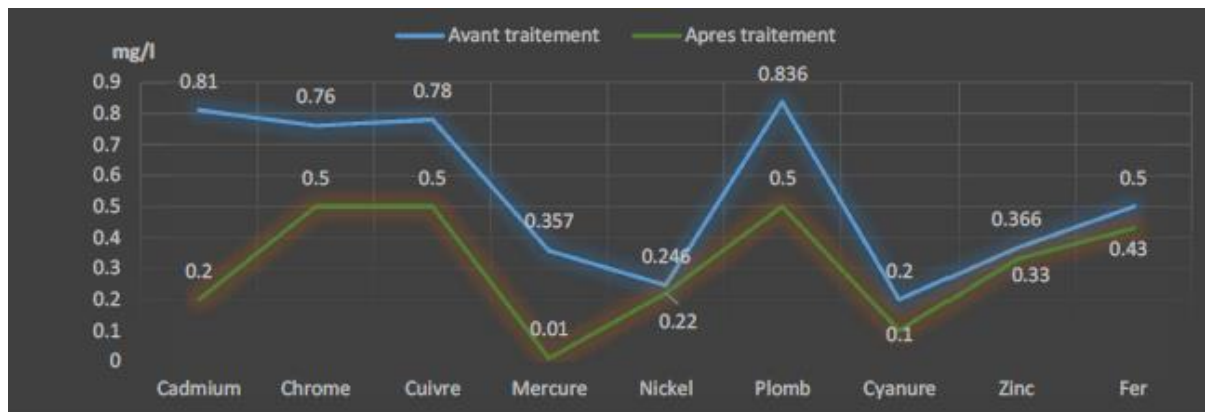 Avant traitement Apres traitement
mg/l
0.9
0.8
0.7
0.6
0.5
0.4
0.3
0.2
0.1
0
0.81 0.76 0.78 0.357 0.246 0.836 0.2 0.366 0.5
0.2 0.5 0.5 0.01 0.22 0.5 0.1 0.33 0.43
Cadmium Chrome Cuivre Mercure Nickel Plomb Cyanure Zinc Fer